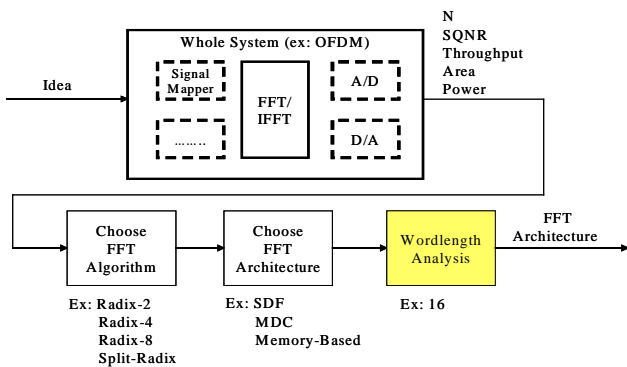 N
SQNR
Throughput
Area
Power
Whole System (ex: OFDM)
Idea
Signal
Mapper
FFT/
IFFT
A/D
........
D/A
Choose
FFT
Algorithm
Choose
FFT
Architecture
Wordlength
Analysis
FFT
Architecture
Ex: Radix-2
Radix-4
Radix-8
Split-Radix
Ex: SDF
MDC
Memory-Based
Ex: 16